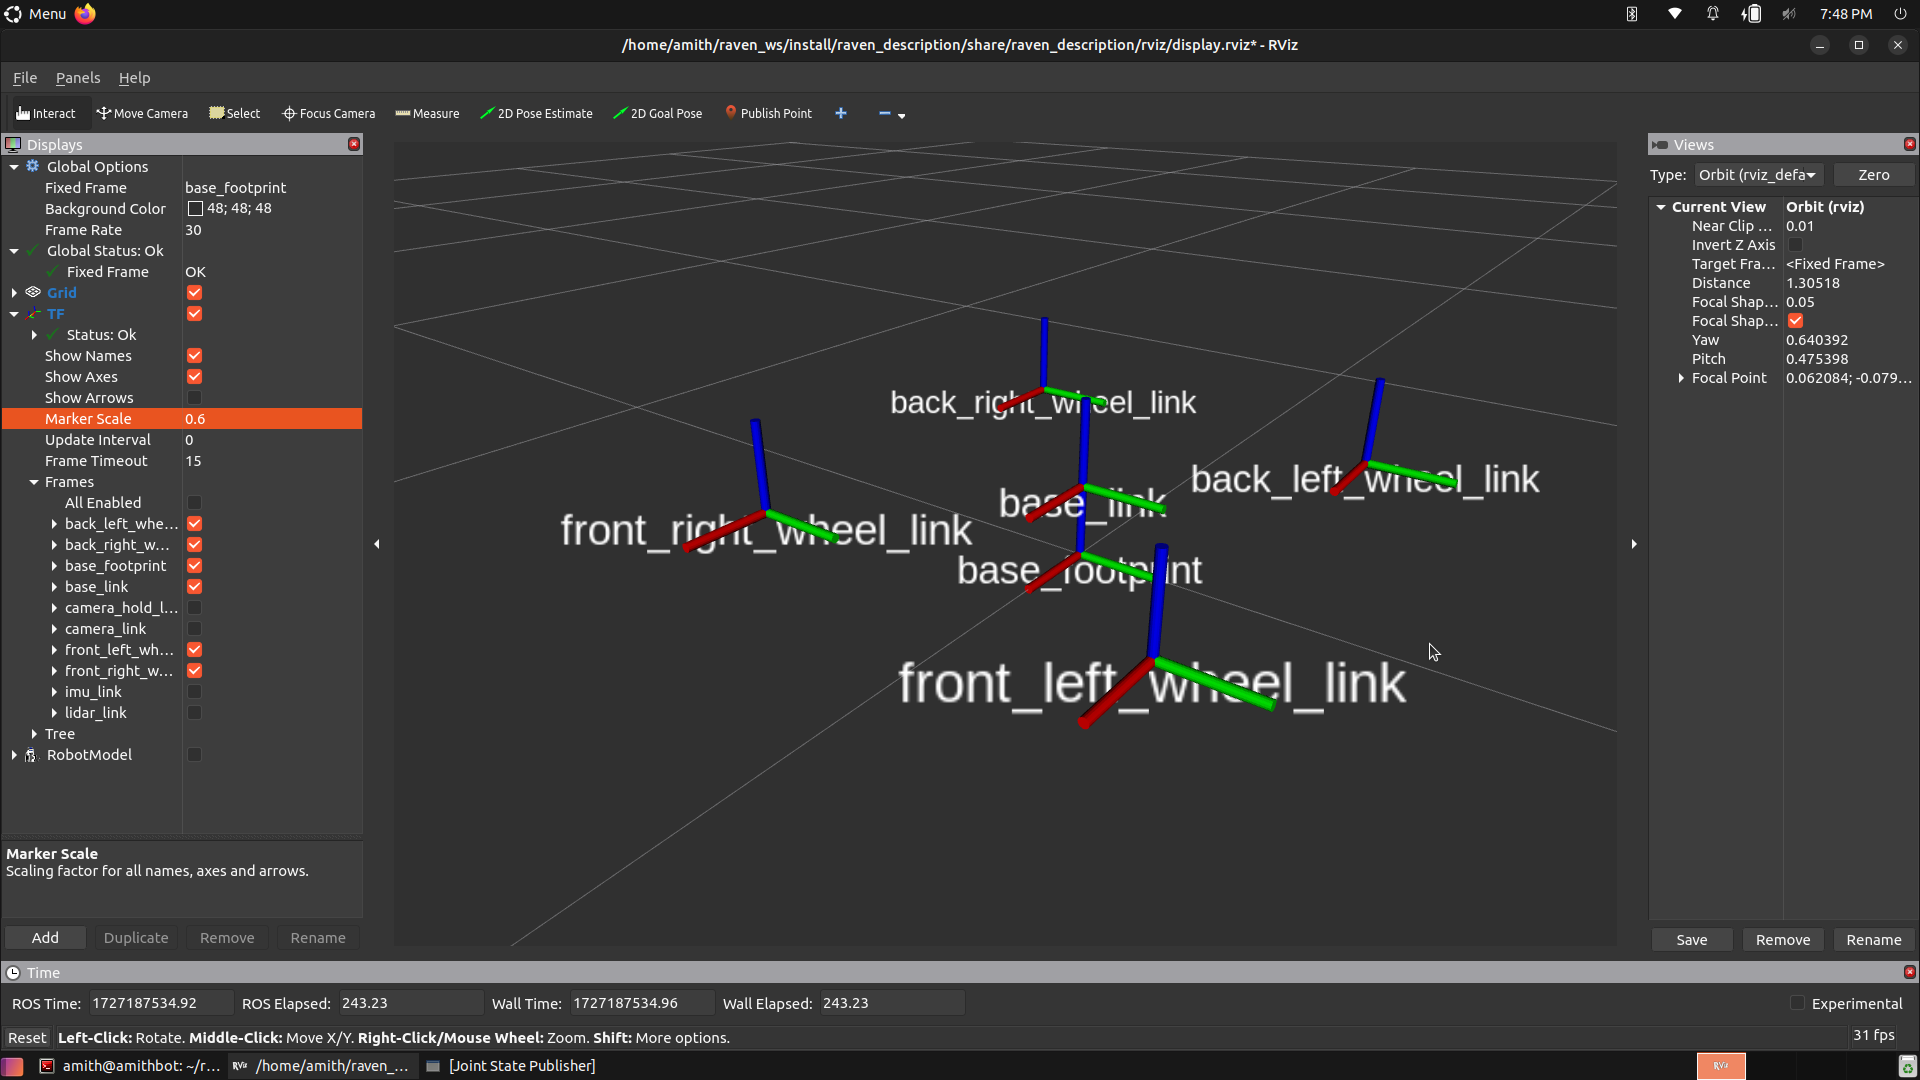 Menu
7:48 PM
/home/amith/raven_ws/install/raven_description/share/raven_description/rviz/display.rviz* - RViz
File Panels Help
Interact Move Camera Select Focus Camera Measure 2D Pose Estimate 2D Goal Pose Publish Point
Displays
Global Options
Fixed Frame base_footprint
Background Color 48; 48; 48
Frame Rate 30
Global Status: Ok
Fixed Frame OK
Grid
TF
Status: Ok
Show Names
Show Axes
Show Arrows
Marker Scale 0.6
Update Interval 0
Frame Timeout 15
Frames
All Enabled
back_left_whe...
back_right_w...
base_footprint
base_link
camera_hold_l...
camera_link
front_left_wh...
front_right_w...
imu_link
lidar_link
Tree
RobotModel
Marker Scale
Scaling factor for all names, axes and arrows.
Add Duplicate Remove Rename
back_right_wheel_link
back_left_wheel_link
base_link
front_right_wheel_link
base_footprint
front_left_wheel_link
Views
Type: Orbit (rviz_defa Zero
Current View Orbit (rviz)
Near Clip ... 0.01
Invert Z Axis
Target Fra... <Fixed Frame>
Distance 1.30518
Focal Shap... 0.05
Focal Shap...
Yaw 0.640392
Pitch 0.475398
Focal Point 0.062084; -0.079...
Save Remove Rename
Time
ROS Time: 1727187534.92 ROS Elapsed: 243.23 Wall Time: 1727187534.96 Wall Elapsed: 243.23 Experimental
Reset Left-Click: Rotate. Middle-Click: Move X/Y. Right-Click/Mouse Wheel: Zoom. Shift: More options. 31 fps
amith@amithbot: ~/r... RViz /home/amith/raven_... [Joint State Publisher] RViz